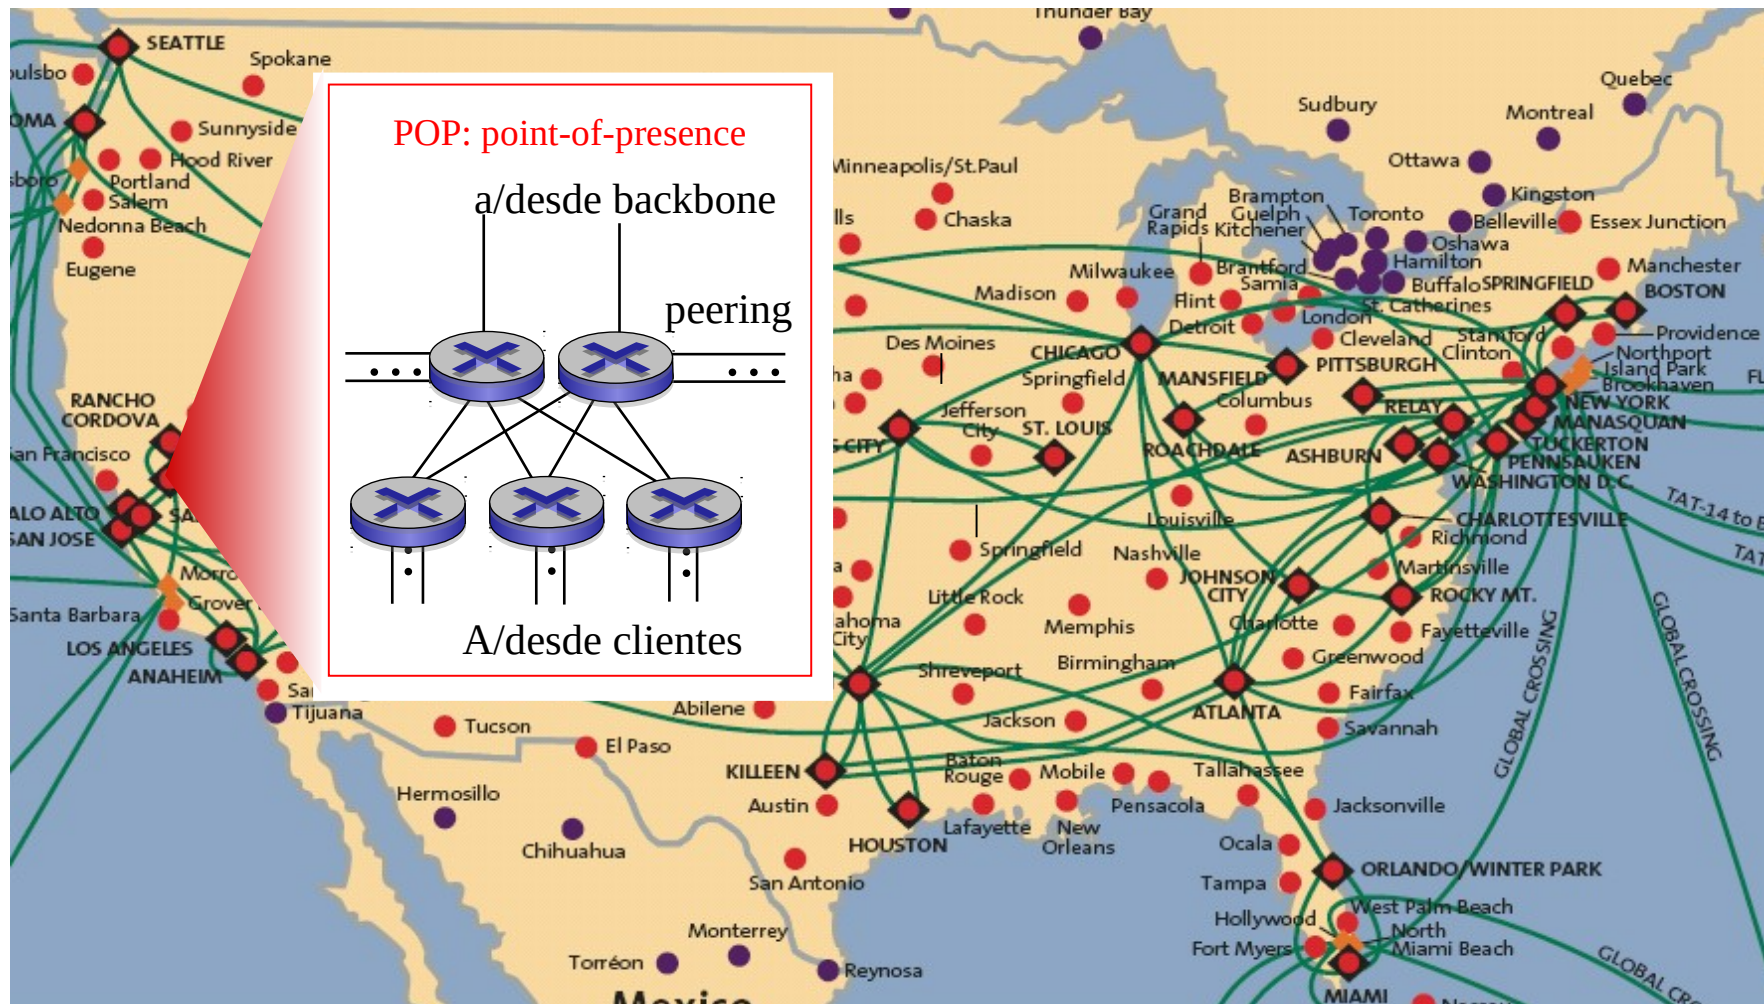 POP: point-of-presence
a/desde backbone
peering
A/desde clientes
SEATTLE
Spokane
Sunnyside
Hood River
Portland
Salem
Nedonna Beach
Eugene
RANCHO
CORDOVA
SAN JOSE
Santa Barbara
LOS ANGELES
ANAHEIM
Tijuana
Tucson
El Paso
Hermosillo
Chihuahua
Monterrey
Torréon
Reynosa
Mexico
Thunder Bay
Minneapolis/St.Paul
Chaska
Sudbury
Quebec
Montreal
Ottawa
Kingston
Brampton
Guelph
Kitchener
Toronto
Belleville
Essex Junction
Grand
Rapids
Oshawa
Hamilton
Milwaukee
Brantford
Buffalo
SPRINGFIELD
Manchester
BOSTON
Madison
Flint
Samia
St. Catherines
London
Detroit
Cleveland
Stamford
Providence
Des Moines
CHICAGO
MANSFIELD
PITTSBURGH
Clinton
Northport
Island Park
Brookhaven
Springfield
Columbus
RELAY
NEW YORK
MANASQUAN
TUCKERTON
PENNSAUKEN
WASHINGTON D.C.
Jefferson
City
ST. LOUIS
CITY
ROACHDALE
ASHBURN
Louisville
CHARLOTTESVILLE
Richmond
TAT-14 to
TAT
Springfield
Nashville
JOHNSON
CITY
Martinsville
ROCKY MT.
Little Rock
Memphis
Charlotte
Fayetteville
City
Shreveport
Birmingham
Greenwood
Fairfax
Abilene
Jackson
ATLANTA
Savannah
GLOBAL CROSSING
GLOBAL CROSSING
KILLEEN
Baton
Rouge
Mobile
Tallahassee
Austin
Lafayette
New
Orleans
Pensacola
Jacksonville
HOUSTON
San Antonio
Ocala
ORLANDO/WINTER PARK
Tampa
West Palm Beach
Hollywood
North
Miami Beach
Fort Myers
MIAMI
GLOBAL